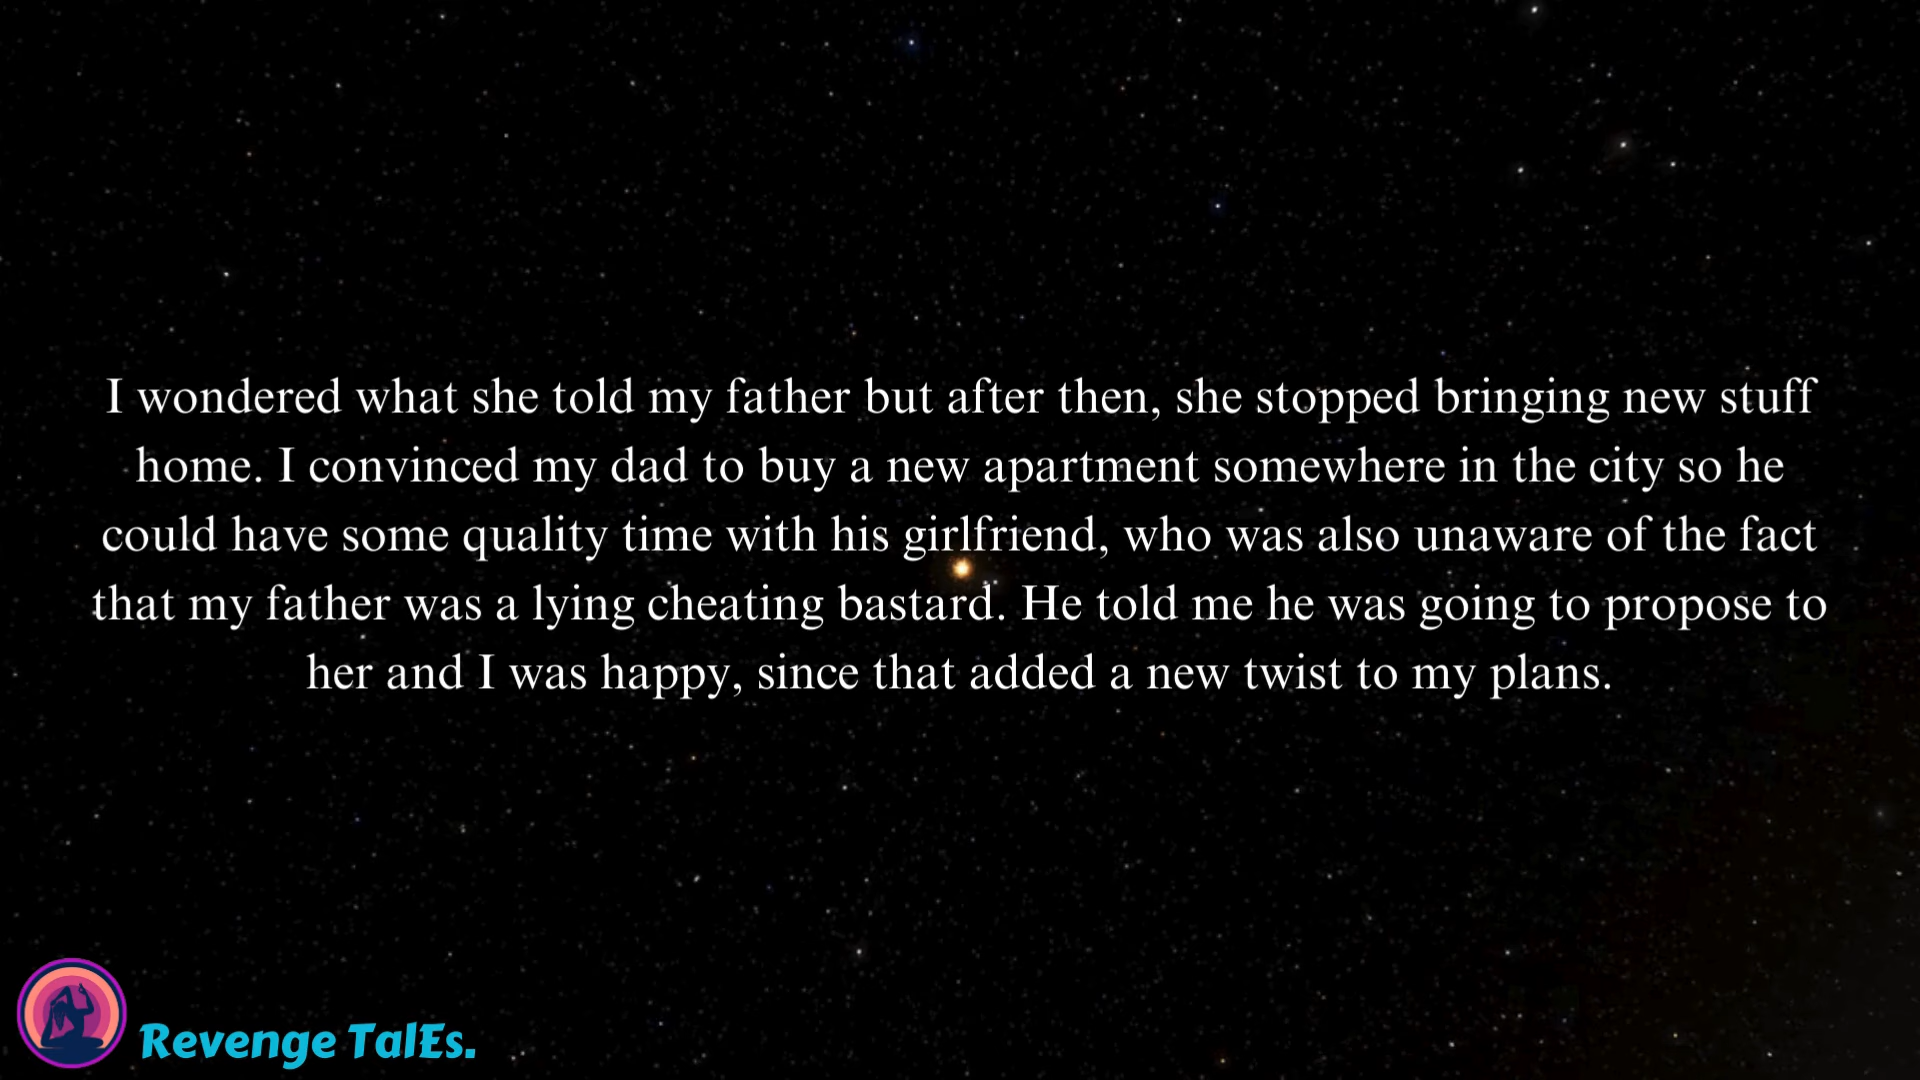 I wondered what she told my father but after then, she stopped bringing new stuff
home. I convinced my dad to buy a new apartment somewhere in the city so he
could have some quality time with his girlfriend, who was also unaware of the fact
that my father was a lying cheating bastard. He told me he was going to propose to
her and I was happy, since that added a new twist to my plans.
Revenge TalEs.